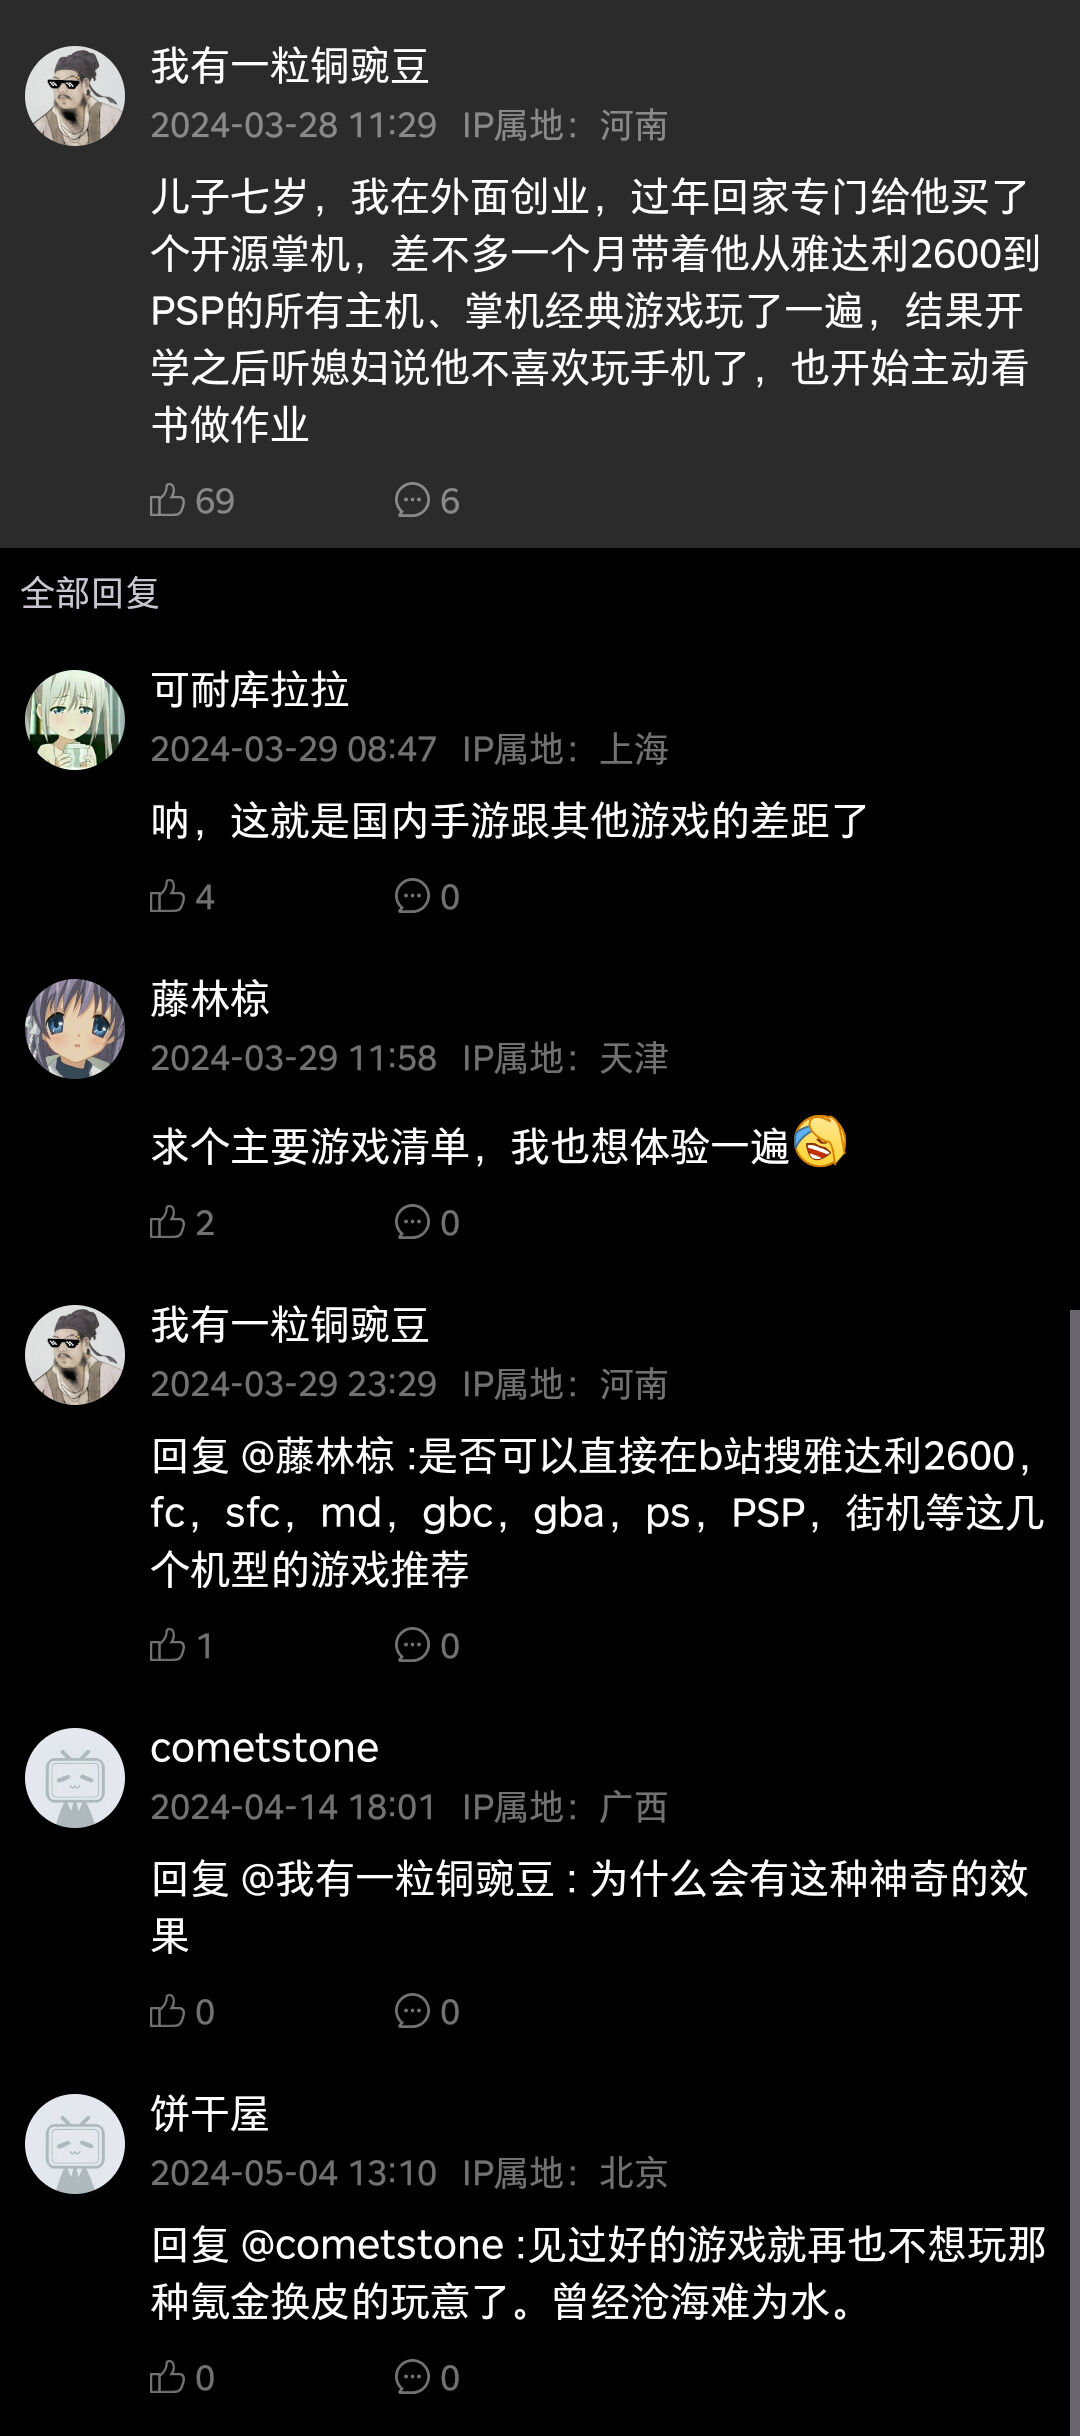 我有一粒铜豌豆
2024-03-28 11:29 IP属地：河南
儿子七岁，我在外面创业，过年回家专门给他买了
个开源掌机，差不多一个月带着他从雅达利2600到
PSP的所有主机、掌机经典游戏玩了一遍，结果开
学之后听媳妇说他不喜欢玩手机了，也开始主动看
书做作业
69 6
全部回复
可耐库拉拉
2024-03-29 08:47 IP属地：上海
呐，这就是国内手游跟其他游戏的差距了
4 0
藤林椋
2024-03-29 11:58 IP属地：天津
求个主要游戏清单，我也想体验一遍
2 0
我有一粒铜豌豆
2024-03-29 23:29 IP属地：河南
回复 @藤林椋 :是否可以直接在b站搜雅达利2600，
fc，sfc，md，gbc，gba，ps，PSP，街机等这几
个机型的游戏推荐
1 0
cometstone
2024-04-14 18:01 IP属地：广西
回复 @我有一粒铜豌豆 : 为什么会有这种神奇的效
果
0 0
饼干屋
2024-05-04 13:10 IP属地：北京
回复 @cometstone :见过好的游戏就再也不想玩那
种氪金换皮的玩意了。曾经沧海难为水。
0 0